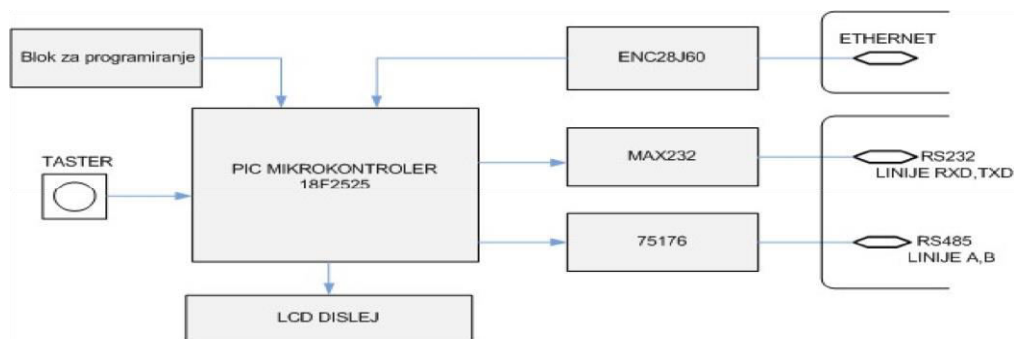 Blok za programiranje
ENC28J60
ETHERNET
TASTER
PIC MIKROKONTROLER
18F2525
MAX232
RS232
LINIJE RXD,TXD
75176
RS485
LINIJE A,B
LCD DISLEJ